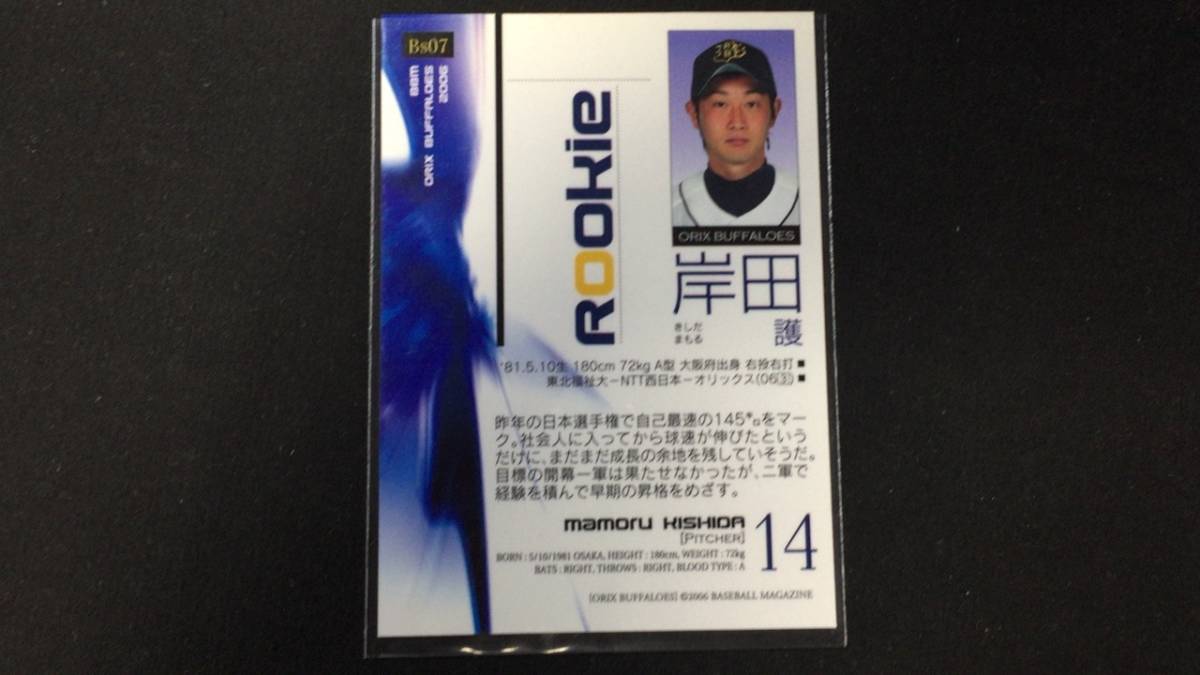 Bs07
BBM
ORIX BUFFALOES
2006
ROOKIE
ORIX BUFFALOES
岸田
きしだ
まもる
護
'81.5.10生 180cm 72kg A型 大阪府出身 右投右打■
東北福祉大−NTT西日本−オリックス(06③)■
昨年の日本選手権で自己最速の145㌔をマー
ク。社会人に入ってから球速が伸びたという
だけに、まだまだ成長の余地を残していそうだ。
目標の開幕一軍は果たせなかったが、二軍で
経験を積んで早期の昇格をめざす。
MAMORU KISHIDA
[PITCHER]
14
BORN : 5/10/1981 OSAKA, HEIGHT : 180cm, WEIGHT : 72kg
BATS : RIGHT, THROWS : RIGHT, BLOOD TYPE : A
[ORIX BUFFALOES] ©2006 BASEBALL MAGAZINE